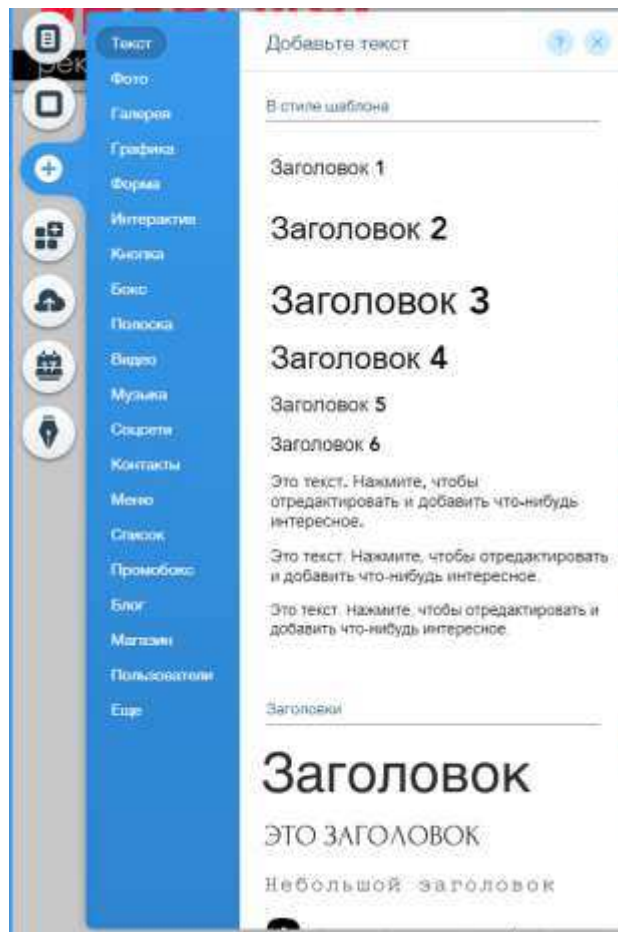 рек
Текст
Фото
Галерея
Графика
Форма
Интерактив
Кнопка
Бокс
Полоска
Видео
Музыка
Соцсети
Контакты
Меню
Список
Промобокс
Блог
Магазин
Пользователи
Еще
Добавьте текст
?
В стиле шаблона
Заголовок 1
Заголовок 2
Заголовок 3
Заголовок 4
Заголовок 5
Заголовок 6
Это текст. Нажмите, чтобы
отредактировать и добавить что-нибудь
интересное.
Это текст. Нажмите, чтобы отредактировать
и добавить что-нибудь интересное.
Это текст. Нажмите, чтобы отредактировать и
добавить что-нибудь интересное.
Заголовки
Заголовок
ЭТО ЗАГОЛОВОК
Небольшой заголовок
17